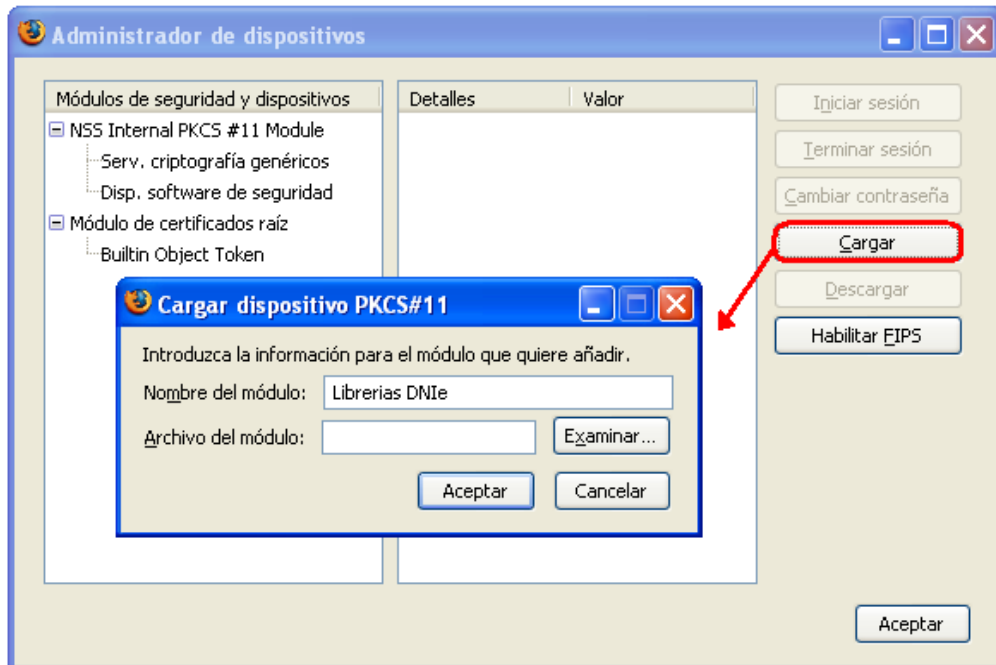 Administrador de dispositivos
Módulos de seguridad y dispositivos
NSS Internal PKCS #11 Module
Serv. criptografía genéricos
Disp. software de seguridad
Módulo de certificados raíz
Builtin Object Token
Detalles Valor
Iniciar sesión
Terminar sesión
Cambiar contraseña
Cargar
Descargar
Habilitar FIPS
Cargar dispositivo PKCS#11
Introduzca la información para el módulo que quiere añadir.
Nombre del módulo: Librerias DNIe
Archivo del módulo: Examinar...
Aceptar Cancelar
Aceptar